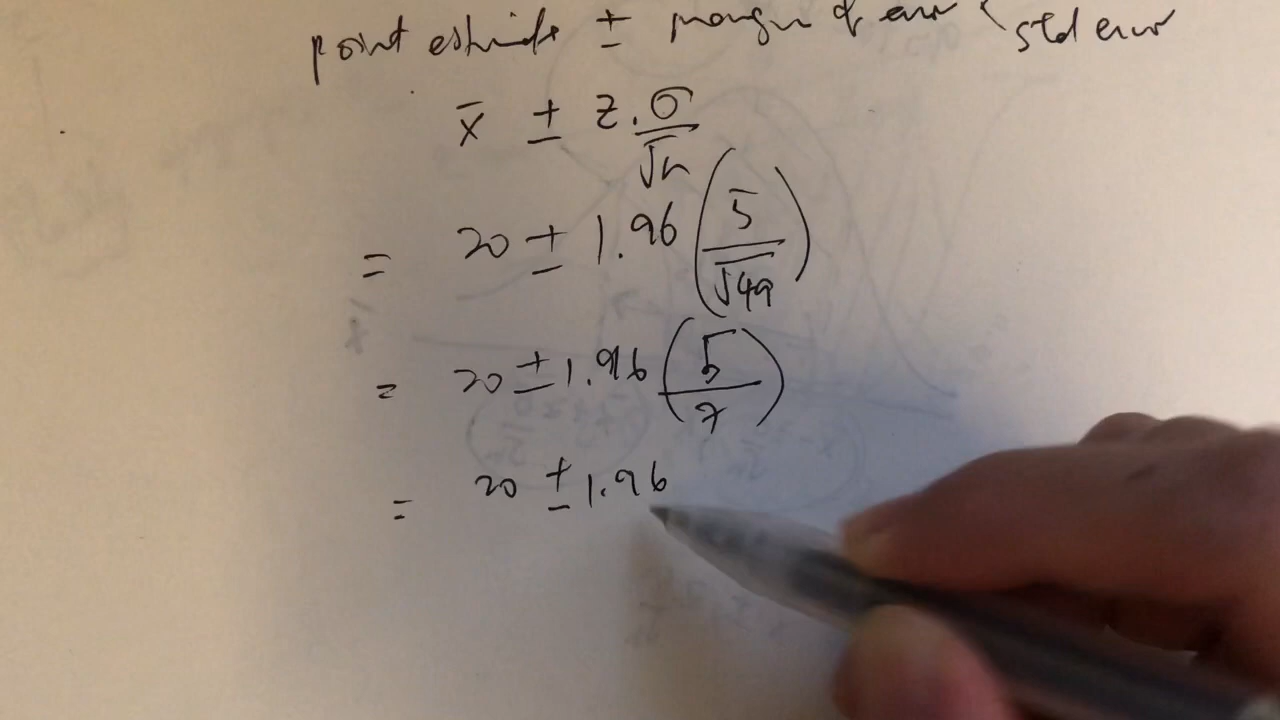 point estimate ± margin of error std error
x̄ ± z . σ/√n
= 20 ± 1.96 (5/√49)
= 20 ± 1.96 (5/7)
= 20 ± 1.96